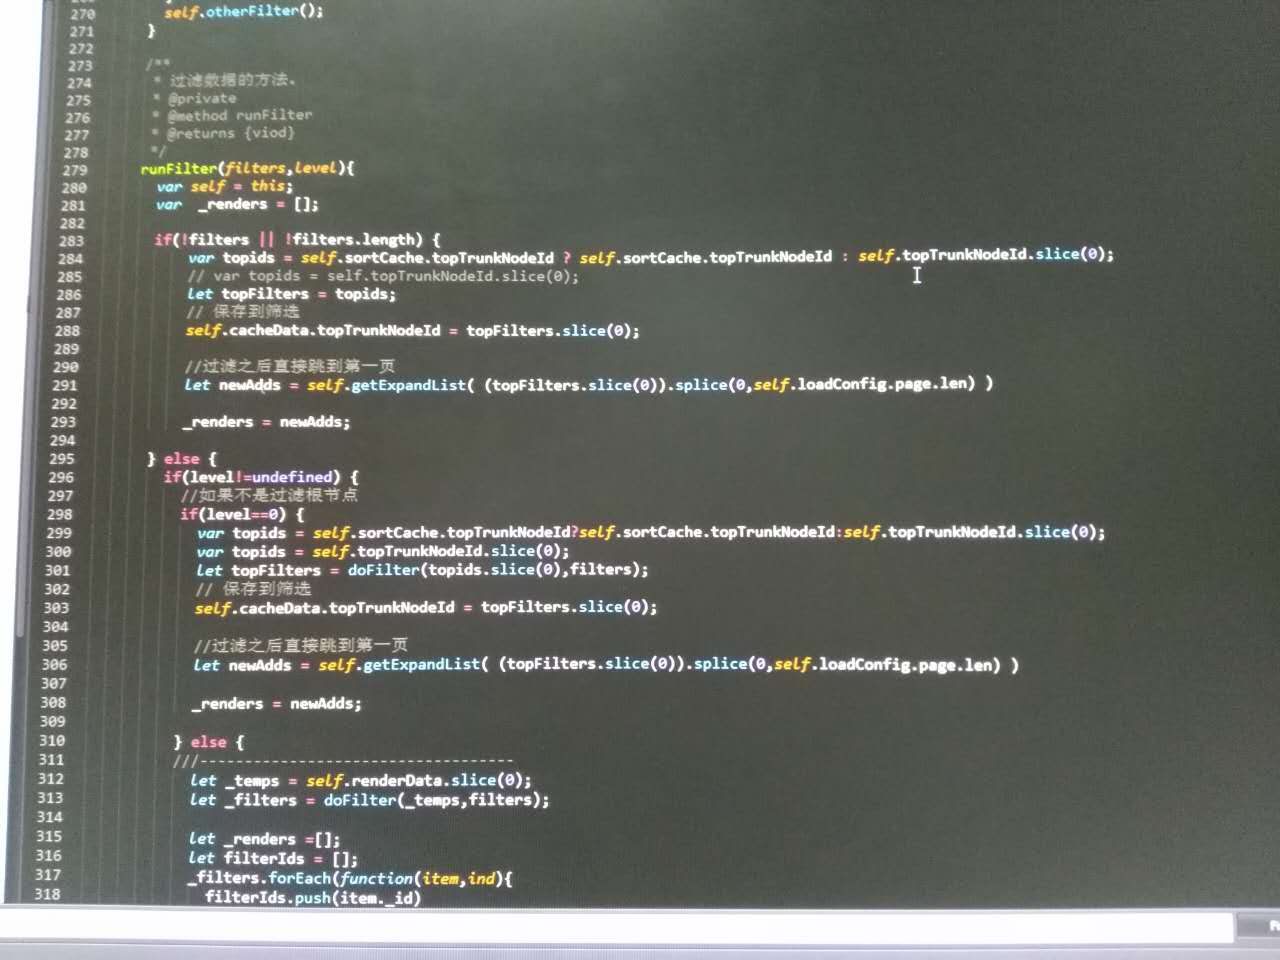 270 self.otherFilter();
271 }
272
273 /**
274 * 过滤数据的方法。
275 * @private
276 * @method runFilter
277 * @returns {viod}
278 */
279 runFilter(filters,level){
280 var self = this;
281 var _renders = [];
282
283 if(!filters || !filters.length) {
284 var topids = self.sortCache.topTrunkNodeId ? self.sortCache.topTrunkNodeId : self.topTrunkNodeId.slice(0);
285 // var topids = self.topTrunkNodeId.slice(0);
286 let topFilters = topids;
287 // 保存到筛选
288 self.cacheData.topTrunkNodeId = topFilters.slice(0);
289
290 //过滤之后直接跳到第一页
291 let newAdds = self.getExpandList( (topFilters.slice(0)).splice(0,self.loadConfig.page.len) )
292
293 _renders = newAdds;
294
295 } else {
296 if(level!=undefined) {
297 //如果不是过滤根节点
298 if(level==0) {
299 var topids = self.sortCache.topTrunkNodeId?self.sortCache.topTrunkNodeId:self.topTrunkNodeId.slice(0);
300 var topids = self.topTrunkNodeId.slice(0);
301 let topFilters = doFilter(topids.slice(0),filters);
302 // 保存到筛选
303 self.cacheData.topTrunkNodeId = topFilters.slice(0);
304
305 //过滤之后直接跳到第一页
306 let newAdds = self.getExpandList( (topFilters.slice(0)).splice(0,self.loadConfig.page.len) )
307
308 _renders = newAdds;
309
310 } else {
311 ///-----------------------------------
312 let _temps = self.renderData.slice(0);
313 let _filters = doFilter(_temps,filters);
314
315 let _renders =[];
316 let filterIds = [];
317 _filters.forEach(function(item,ind){
318 filterIds.push(item._id)